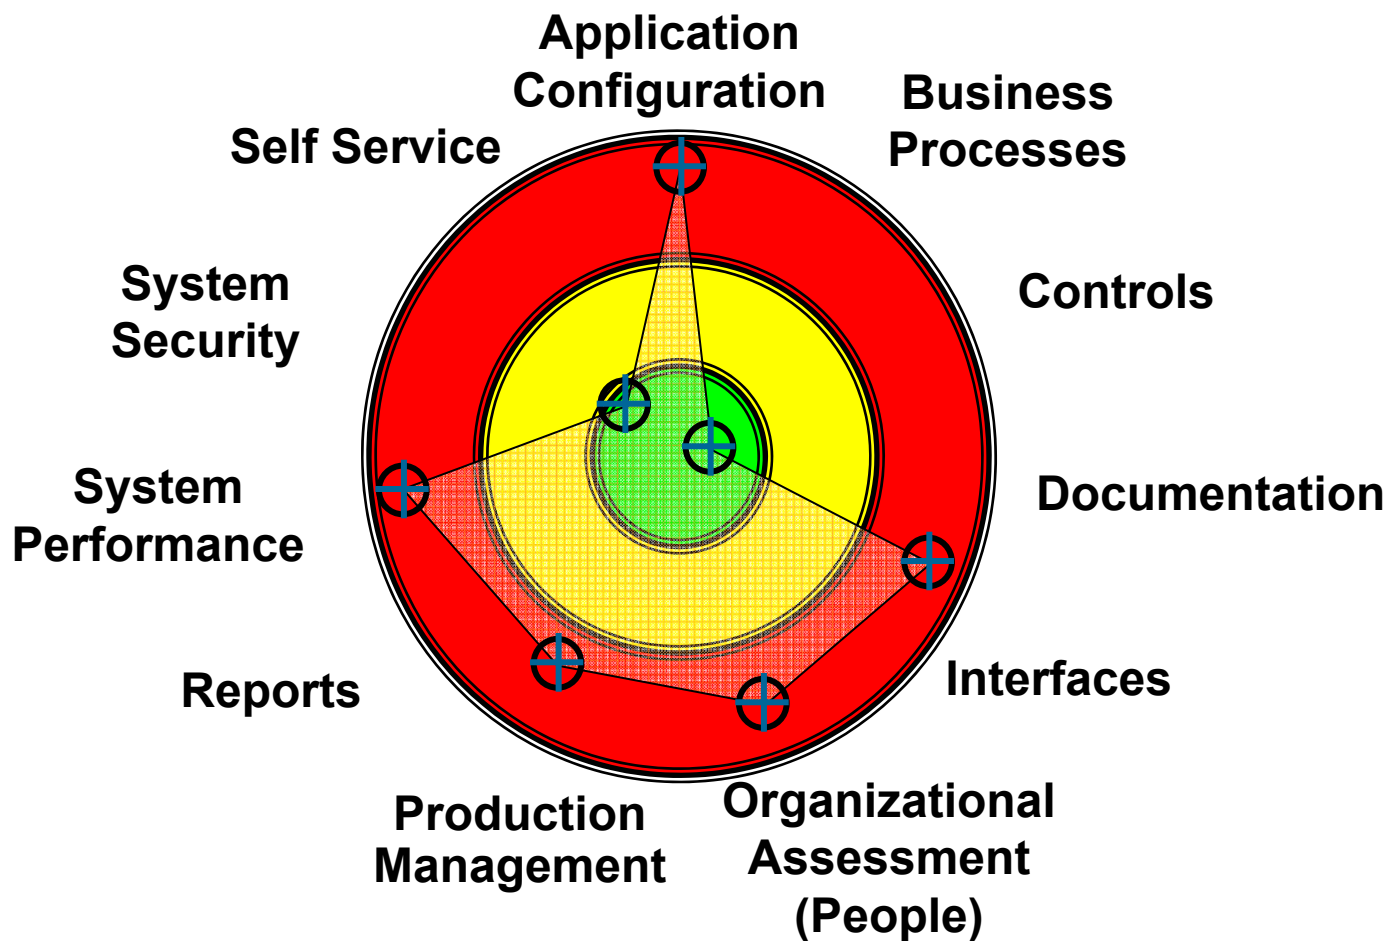 Application
Configuration
Business
Processes
Self Service
System
Security
Controls
System
Performance
Documentation
Reports
Interfaces
Production
Management
Organizational
Assessment
(People)